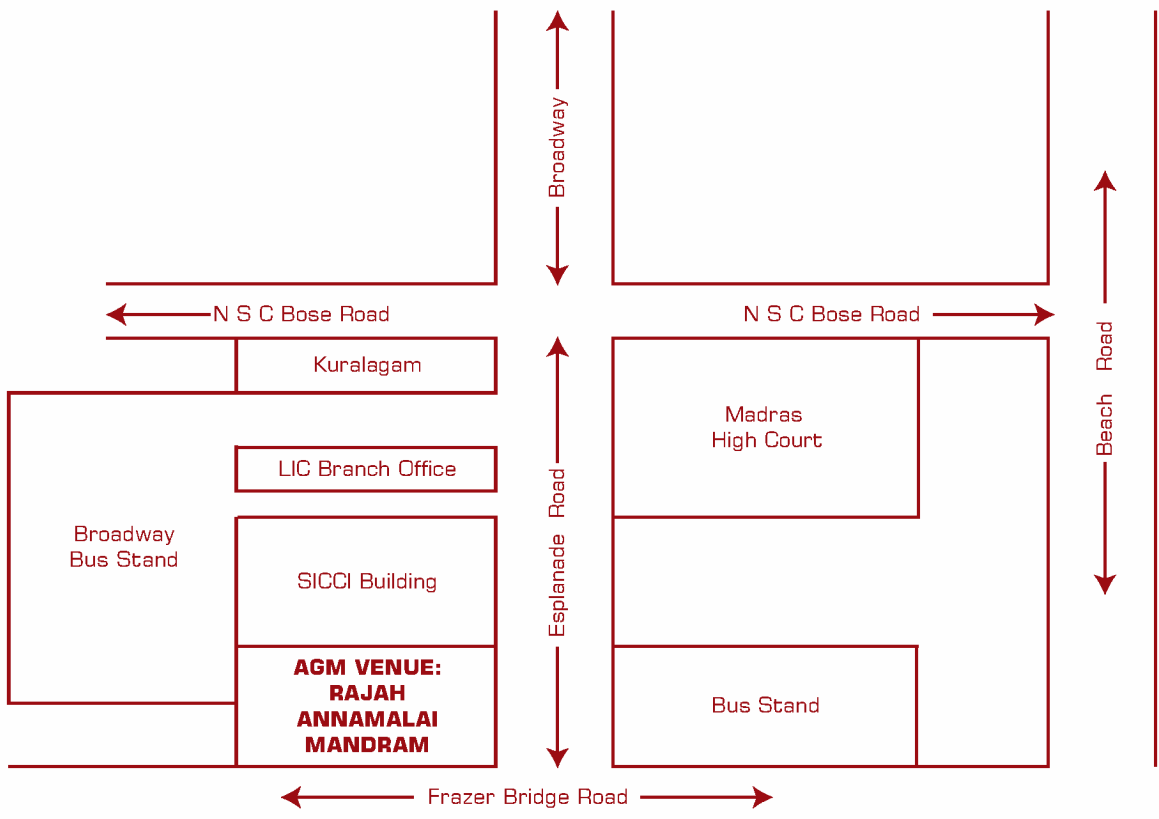 Broadway
N S C Bose Road
N S C Bose Road
Kuralagam
Madras
High Court
Beach Road
LIC Branch Office
Esplanade Road
Broadway
Bus Stand
SICCI Building
AGM VENUE:
RAJAH
ANNAMALAI
MANDRAM
Bus Stand
Frazer Bridge Road